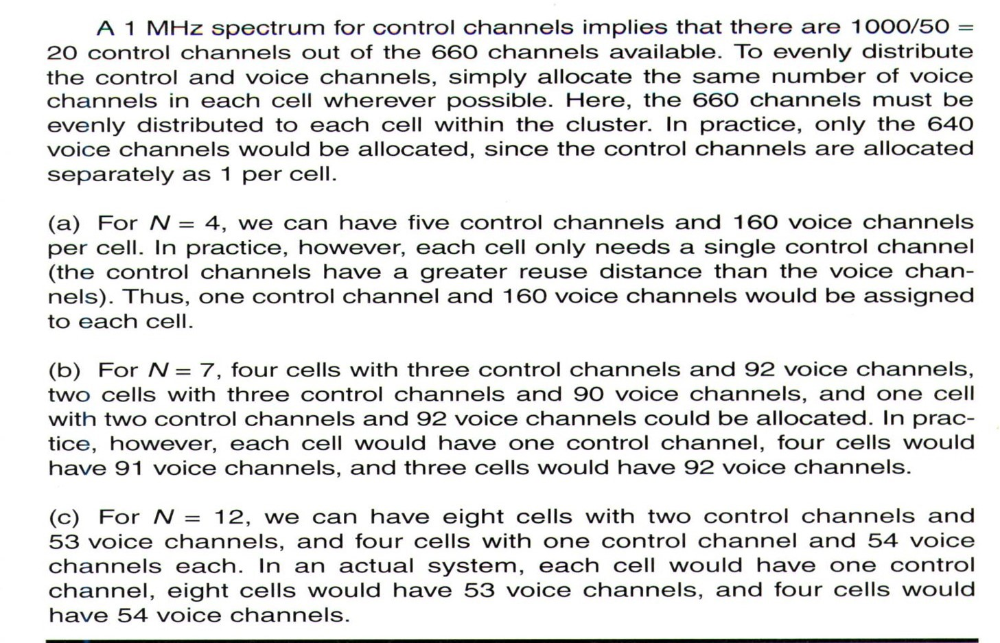 A 1 MHz spectrum for control channels implies that there are 1000/50 =
20 control channels out of the 660 channels available. To evenly distribute
the control and voice channels, simply allocate the same number of voice
channels in each cell wherever possible. Here, the 660 channels must be
evenly distributed to each cell within the cluster. In practice, only the 640
voice channels would be allocated, since the control channels are allocated
separately as 1 per cell.
(a) For N = 4, we can have five control channels and 160 voice channels
per cell. In practice, however, each cell only needs a single control channel
(the control channels have a greater reuse distance than the voice chan-
nels). Thus, one control channel and 160 voice channels would be assigned
to each cell.
(b) For N = 7, four cells with three control channels and 92 voice channels,
two cells with three control channels and 90 voice channels, and one cell
with two control channels and 92 voice channels could be allocated. In prac-
tice, however, each cell would have one control channel, four cells would
have 91 voice channels, and three cells would have 92 voice channels.
(c) For N = 12, we can have eight cells with two control channels and
53 voice channels, and four cells with one control channel and 54 voice
channels each. In an actual system, each cell would have one control
channel, eight cells would have 53 voice channels, and four cells would
have 54 voice channels.